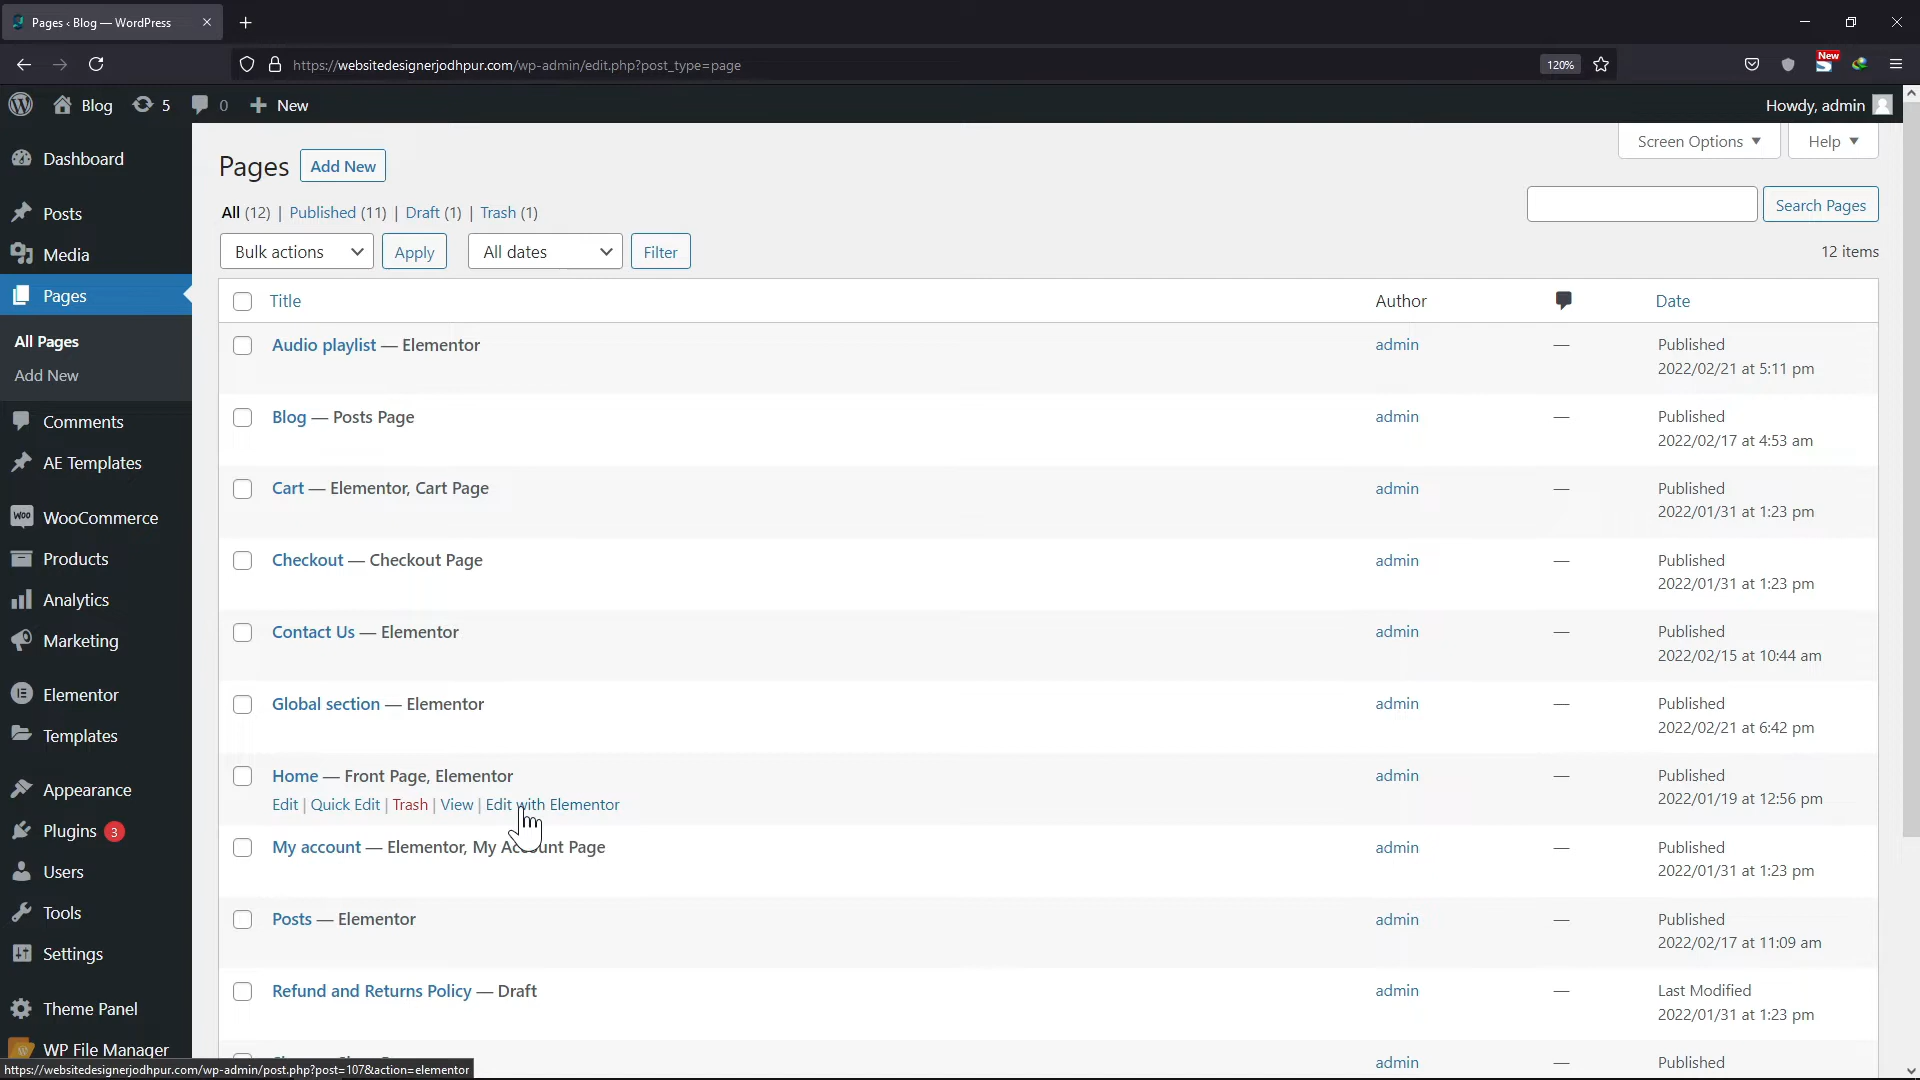 Pages ‹ Blog — WordPress
https://websitedesignerjodhpur.com/wp-admin/edit.php?post_type=page
120%
New
Blog
5
0
New
Howdy, admin
Dashboard
Posts
Media
Pages
All Pages
Add New
Comments
AE Templates
WooCommerce
Products
Analytics
Marketing
Elementor
Templates
Appearance
Plugins 3
Users
Tools
Settings
Theme Panel
WP File Manager
Screen Options
Help
Pages
Add New
All (12) | Published (11) | Draft (1) | Trash (1)
Search Pages
Bulk actions
Apply
All dates
Filter
12 items
Title Author Date
Audio playlist — Elementor admin — Published
2022/02/21 at 5:11 pm
Blog — Posts Page admin — Published
2022/02/17 at 4:53 am
Cart — Elementor, Cart Page admin — Published
2022/01/31 at 1:23 pm
Checkout — Checkout Page admin — Published
2022/01/31 at 1:23 pm
Contact Us — Elementor admin — Published
2022/02/15 at 10:44 am
Global section — Elementor admin — Published
2022/02/21 at 6:42 pm
Home — Front Page, Elementor admin — Published
Edit | Quick Edit | Trash | View | Edit with Elementor 2022/01/19 at 12:56 pm
My account — Elementor, My Account Page admin — Published
2022/01/31 at 1:23 pm
Posts — Elementor admin — Published
2022/02/17 at 11:09 am
Refund and Returns Policy — Draft admin — Last Modified
2022/01/31 at 1:23 pm
admin — Published
https://websitedesignerjodhpur.com/wp-admin/post.php?post=107&action=elementor